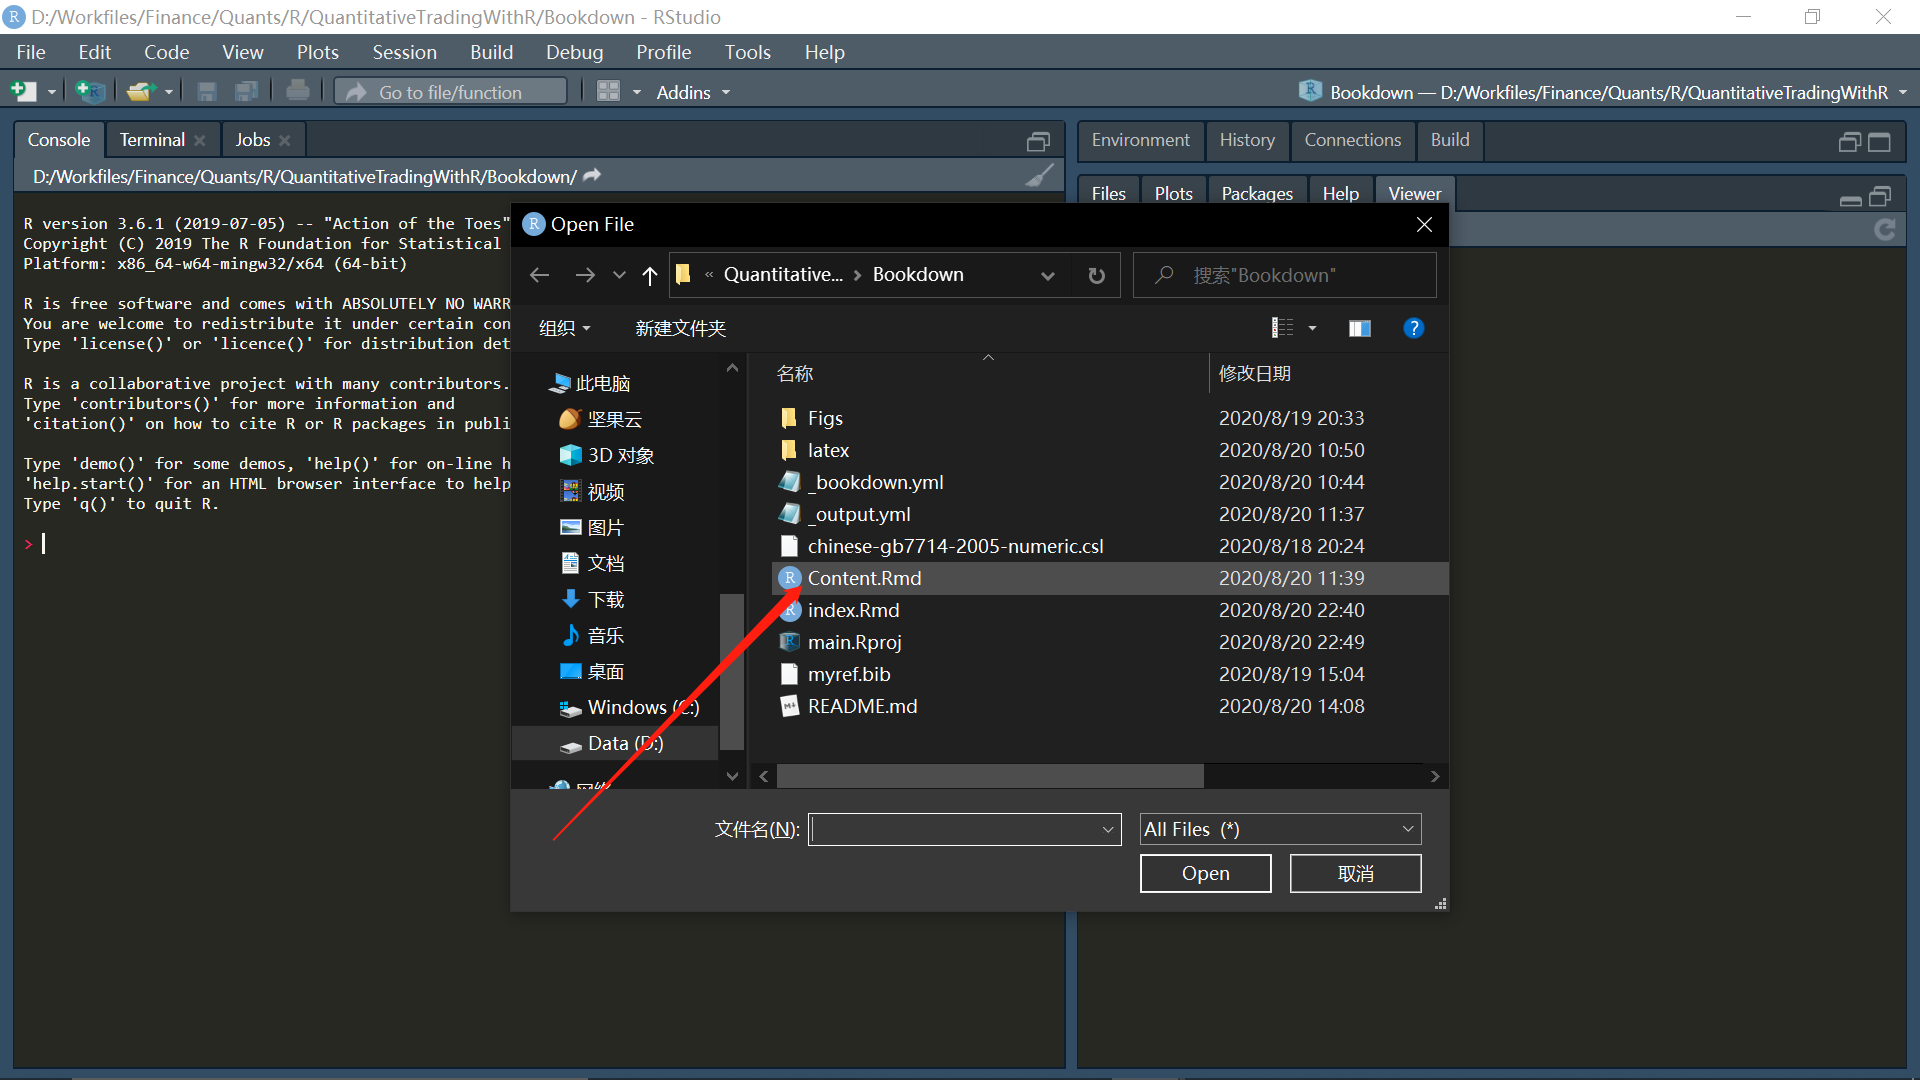 D:/Workfiles/Finance/Quants/R/QuantitativeTradingWithR/Bookdown - RStudio
File Edit Code View Plots Session Build Debug Profile Tools Help
Go to file/function Addins Bookdown — D:/Workfiles/Finance/Quants/R/QuantitativeTradingWithR
Console Terminal Jobs
D:/Workfiles/Finance/Quants/R/QuantitativeTradingWithR/Bookdown/
R version 3.6.1 (2019-07-05) -- "Action of the Toes"
Copyright (C) 2019 The R Foundation for Statistical
Platform: x86_64-w64-mingw32/x64 (64-bit)
R is free software and comes with ABSOLUTELY NO WARR
You are welcome to redistribute it under certain con
Type 'license()' or 'licence()' for distribution det
R is a collaborative project with many contributors.
Type 'contributors()' for more information and
'citation()' on how to cite R or R packages in publi
Type 'demo()' for some demos, 'help()' for on-line h
'help.start()' for an HTML browser interface to help
Type 'q()' to quit R.
>
Environment History Connections Build
Files Plots Packages Help Viewer
Open File
« Quantitative... › Bookdown
搜索"Bookdown"
组织 新建文件夹
此电脑
坚果云
3D 对象
视频
图片
文档
下载
音乐
桌面
Windows (C:)
Data (D:)
网络
名称 修改日期
Figs 2020/8/19 20:33
latex 2020/8/20 10:50
_bookdown.yml 2020/8/20 10:44
_output.yml 2020/8/20 11:37
chinese-gb7714-2005-numeric.csl 2020/8/18 20:24
Content.Rmd 2020/8/20 11:39
index.Rmd 2020/8/20 22:40
main.Rproj 2020/8/20 22:49
myref.bib 2020/8/19 15:04
README.md 2020/8/20 14:08
文件名(N): All Files (*)
Open 取消